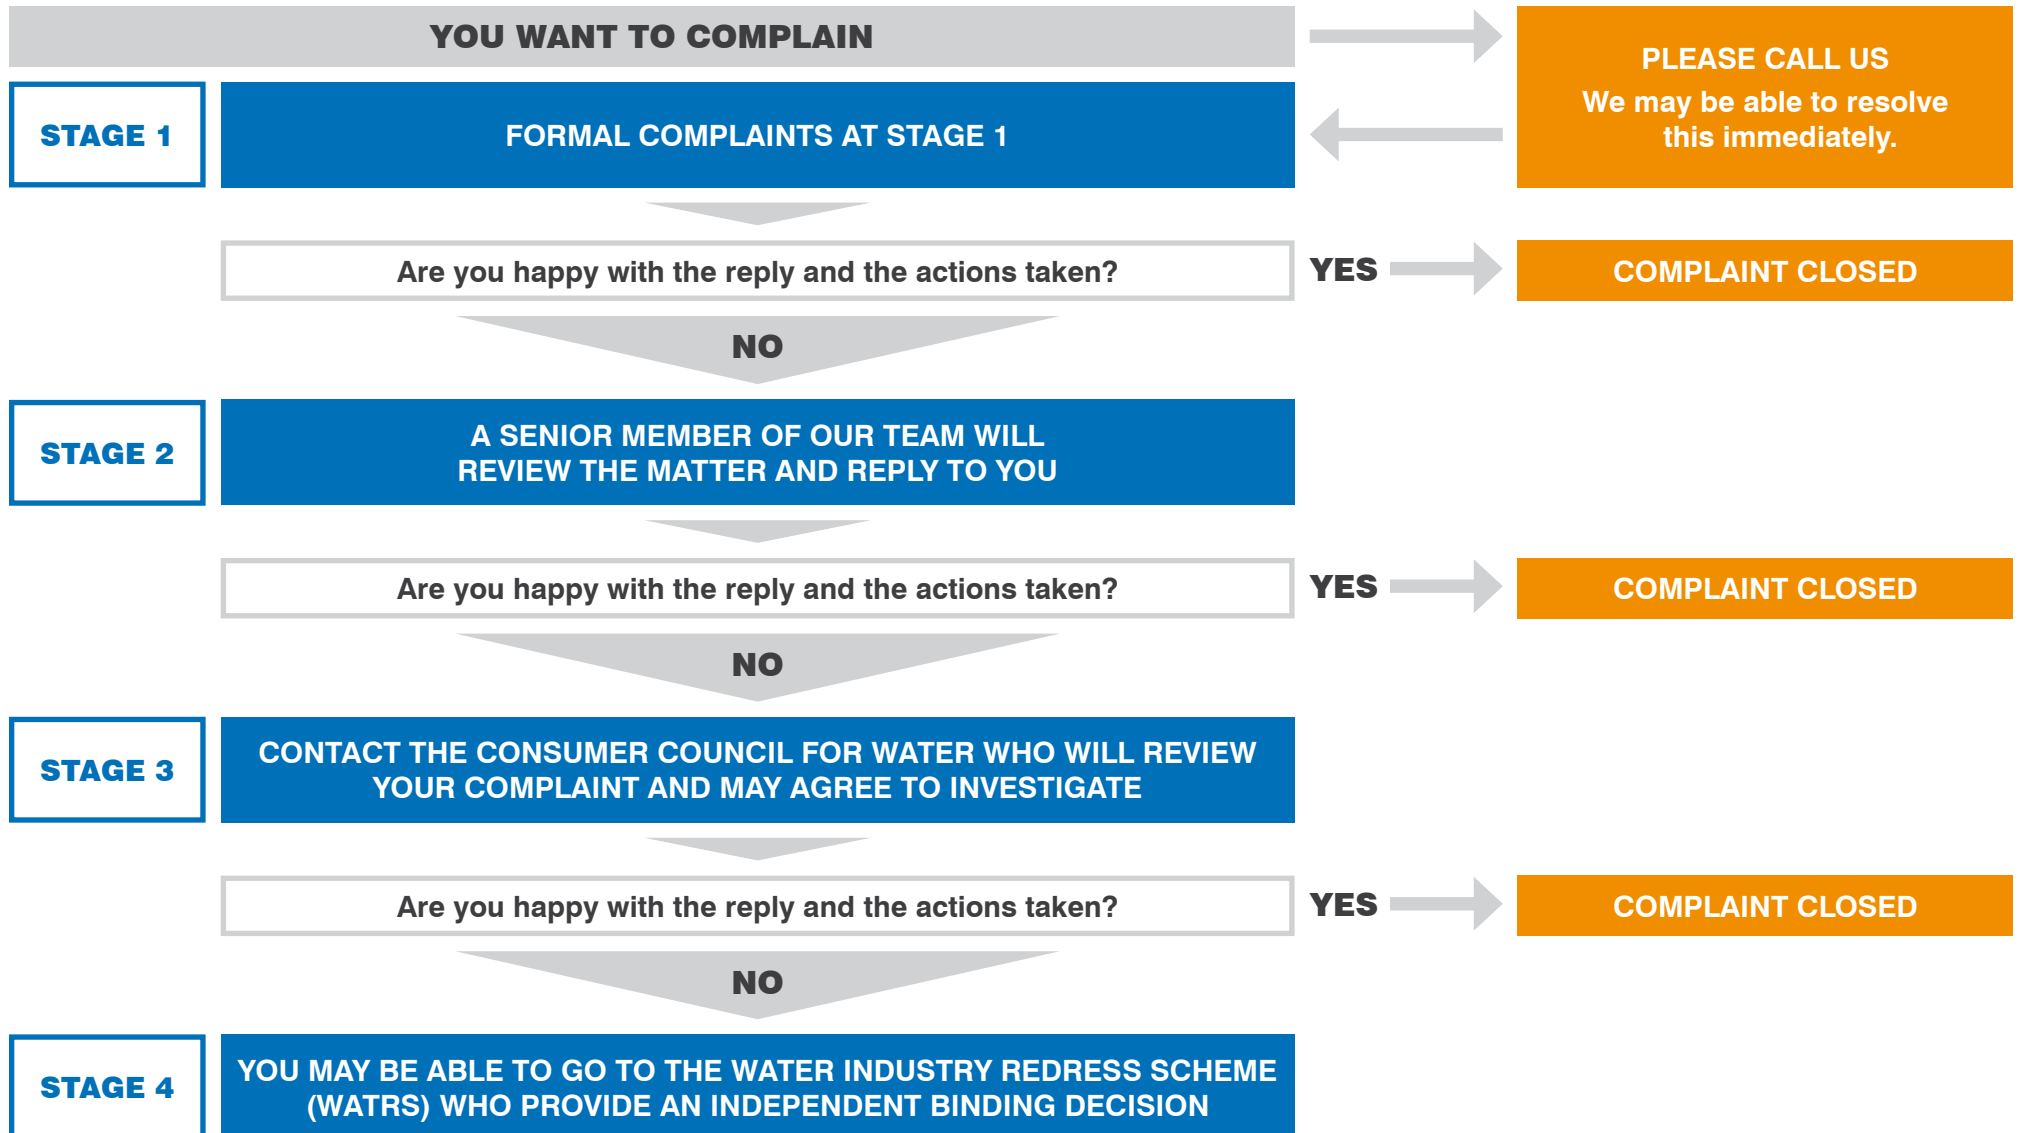 YOU WANT TO COMPLAIN
PLEASE CALL US
We may be able to resolve
this immediately.
STAGE 1
FORMAL COMPLAINTS AT STAGE 1
Are you happy with the reply and the actions taken?
YES
COMPLAINT CLOSED
NO
STAGE 2
A SENIOR MEMBER OF OUR TEAM WILL
REVIEW THE MATTER AND REPLY TO YOU
Are you happy with the reply and the actions taken?
YES
COMPLAINT CLOSED
NO
STAGE 3
CONTACT THE CONSUMER COUNCIL FOR WATER WHO WILL REVIEW
YOUR COMPLAINT AND MAY AGREE TO INVESTIGATE
Are you happy with the reply and the actions taken?
YES
COMPLAINT CLOSED
NO
STAGE 4
YOU MAY BE ABLE TO GO TO THE WATER INDUSTRY REDRESS SCHEME
(WATRS) WHO PROVIDE AN INDEPENDENT BINDING DECISION